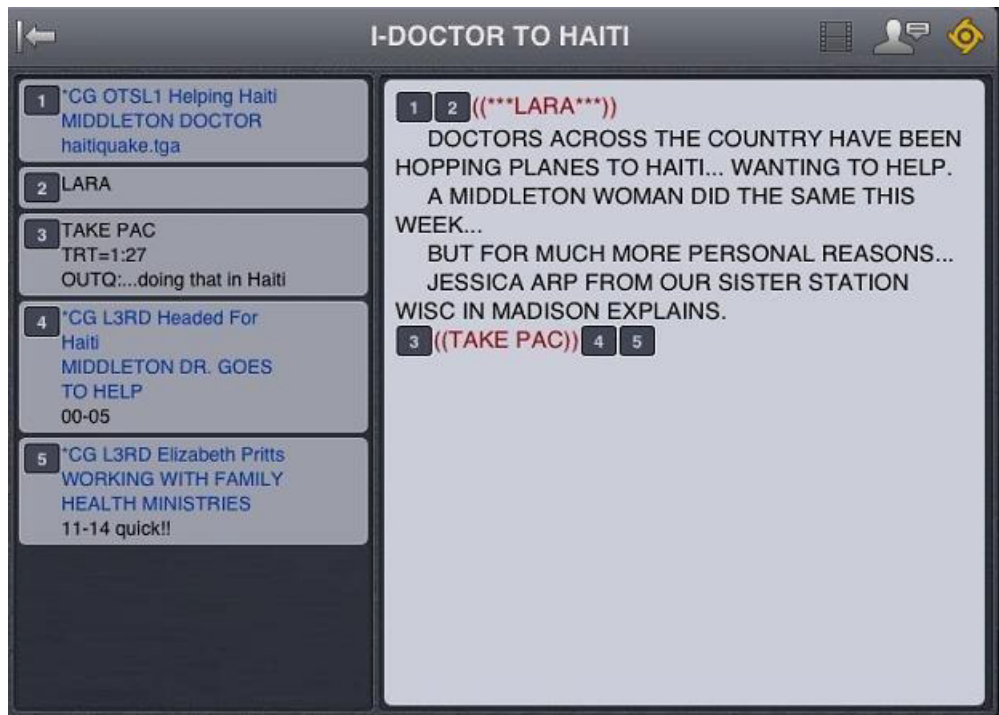 I-DOCTOR TO HAITI
1 *CG OTSL1 Helping Haiti
MIDDLETON DOCTOR
haitiquake.tga
2 LARA
3 TAKE PAC
TRT=1:27
OUTQ:...doing that in Haiti
4 *CG L3RD Headed For
Haiti
MIDDLETON DR. GOES
TO HELP
00-05
5 *CG L3RD Elizabeth Pritts
WORKING WITH FAMILY
HEALTH MINISTRIES
11-14 quick!!
1 2 ((***LARA***))
DOCTORS ACROSS THE COUNTRY HAVE BEEN
HOPPING PLANES TO HAITI... WANTING TO HELP.
A MIDDLETON WOMAN DID THE SAME THIS
WEEK...
BUT FOR MUCH MORE PERSONAL REASONS...
JESSICA ARP FROM OUR SISTER STATION
WISC IN MADISON EXPLAINS.
3 ((TAKE PAC)) 4 5